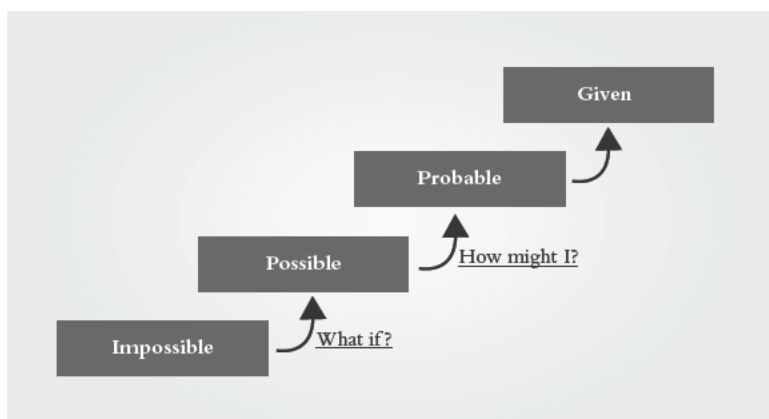 Given
Probable
How might I?
Possible
What if?
Impossible